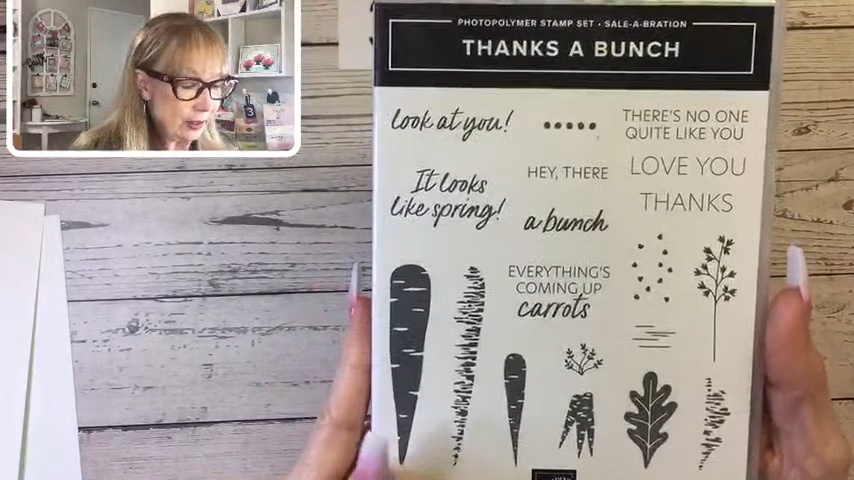 PHOTOPOLYMER STAMP SET • SALE-A-BRATION
THANKS A BUNCH
Look at you!
THERE'S NO ONE
QUITE LIKE YOU
HEY, THERE
LOVE YOU
It looks
like spring!
THANKS
a bunch
EVERYTHING'S
COMING UP
carrots